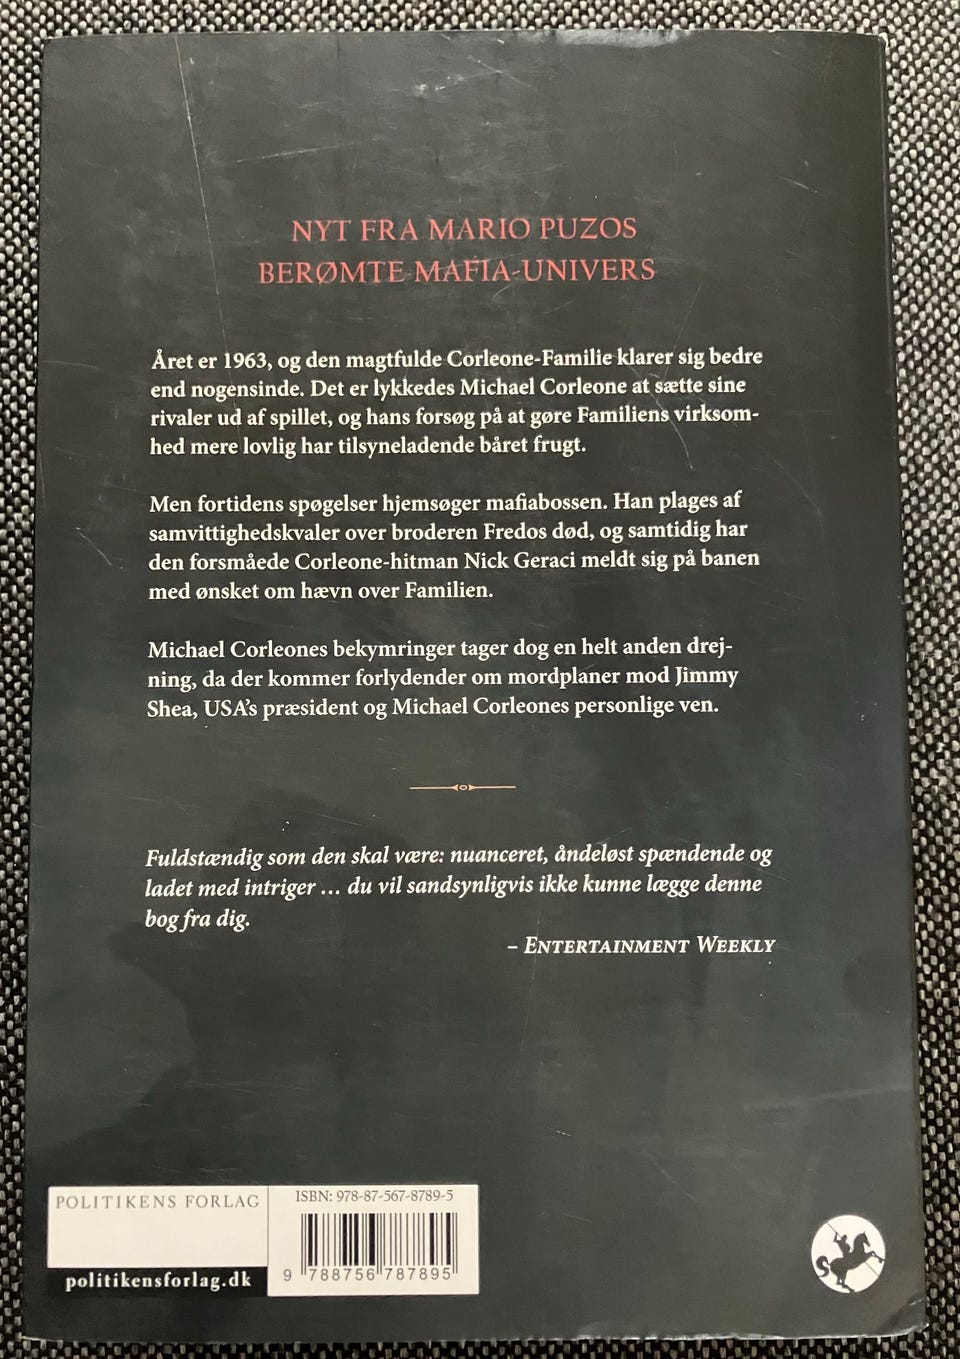 NYT FRA MARIO PUZOS
BERØMTE MAFIA-UNIVERS
Året er 1963, og den magtfulde Corleone-Familie klarer sig bedre
end nogensinde. Det er lykkedes Michael Corleone at sætte sine
rivaler ud af spillet, og hans forsøg på at gøre Familiens virksom-
hed mere lovlig har tilsyneladende båret frugt.
Men fortidens spøgelser hjemsøger mafiabossen. Han plages af
samvittighedskvaler over broderen Fredos død, og samtidig har
den forsmåede Corleone-hitman Nick Geraci meldt sig på banen
med ønsket om hævn over Familien.
Michael Corleones bekymringer tager dog en helt anden drej-
ning, da der kommer forlydender om mordplaner mod Jimmy
Shea, USA's præsident og Michael Corleones personlige ven.
Fuldstændig som den skal være: nuanceret, åndeløst spændende og
ladet med intriger ... du vil sandsynligvis ikke kunne lægge denne
bog fra dig.
– ENTERTAINMENT WEEKLY
POLITIKENS FORLAG
politikensforlag.dk
ISBN: 978-87-567-8789-5
9 788756 787895